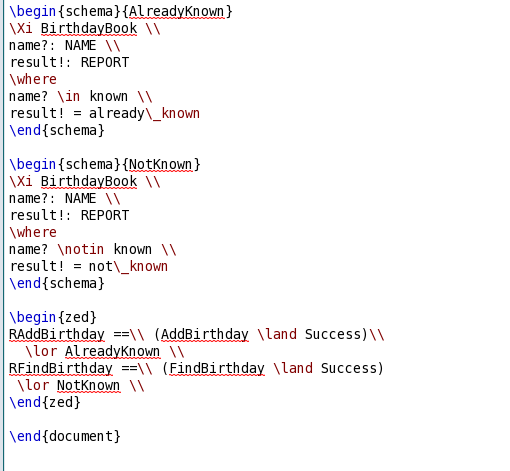 \begin{schema}{AlreadyKnown}
\Xi BirthdayBook \\
name?: NAME \\
result!: REPORT
\where
name? \in known \\
result! = already\_known
\end{schema}

\begin{schema}{NotKnown}
\Xi BirthdayBook \\
name?: NAME \\
result!: REPORT
\where
name? \notin known \\
result! = not\_known
\end{schema}

\begin{zed}
RAddBirthday ==\\ (AddBirthday \land Success)\\
  \lor AlreadyKnown \\
RFindBirthday ==\\ (FindBirthday \land Success)
 \lor NotKnown \\
\end{zed}

\end{document}